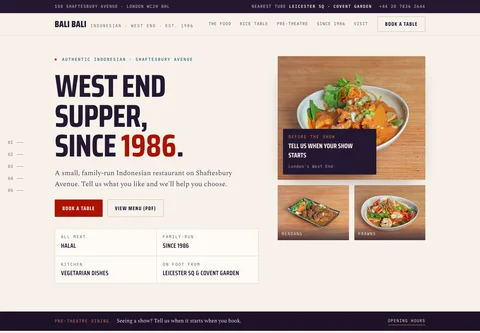 150 SHAFTESBURY AVENUE · LONDON WC2H 8HL
NEAREST TUBE LEICESTER SQ · COVENT GARDEN
+44 20 7836 2644
BALI BALI INDONESIAN · WEST END · EST. 1986
THE FOOD
RICE TABLE
PRE-THEATRE
SINCE 1986
VISIT
BOOK A TABLE
AUTHENTIC INDONESIAN · SHAFTESBURY AVENUE
WEST END
SUPPER,
SINCE 1986.
A small, family-run Indonesian restaurant on Shaftesbury
Avenue. Tell us what you like and we'll help you choose.
BOOK A TABLE
VIEW MENU (PDF)
ALL MEAT
HALAL
FAMILY-RUN
SINCE 1986
KITCHEN
VEGETARIAN DISHES
ON FOOT FROM
LEICESTER SQ & COVENT GARDEN
01
02
03
04
05
BEFORE THE SHOW
TELL US WHEN YOUR SHOW
STARTS
London's West End
RENDANG
PRAWNS
PRE-THEATRE DINING
Seeing a show? Tell us when it starts when you book.
OPENING HOURS